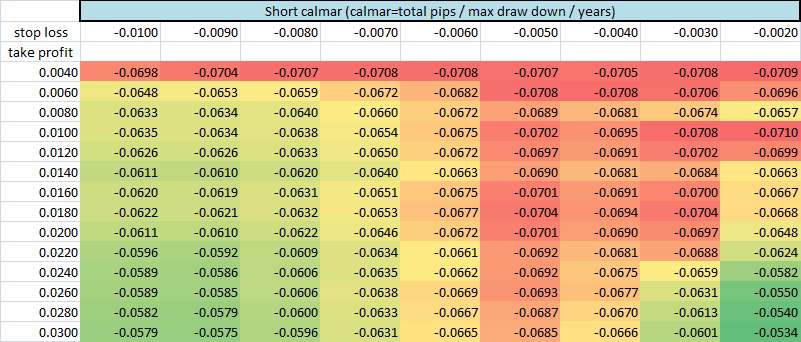 Short calmar (calmar=total pips / max draw down / years)
stop loss -0.0100 -0.0090 -0.0080 -0.0070 -0.0060 -0.0050 -0.0040 -0.0030 -0.0020
take profit
0.0040 -0.0698 -0.0704 -0.0707 -0.0708 -0.0708 -0.0707 -0.0705 -0.0708 -0.0709
0.0060 -0.0648 -0.0653 -0.0659 -0.0672 -0.0682 -0.0708 -0.0708 -0.0706 -0.0696
0.0080 -0.0633 -0.0634 -0.0640 -0.0660 -0.0672 -0.0689 -0.0681 -0.0674 -0.0657
0.0100 -0.0635 -0.0634 -0.0638 -0.0654 -0.0675 -0.0702 -0.0695 -0.0708 -0.0710
0.0120 -0.0626 -0.0626 -0.0633 -0.0650 -0.0672 -0.0697 -0.0691 -0.0702 -0.0699
0.0140 -0.0611 -0.0610 -0.0620 -0.0640 -0.0663 -0.0690 -0.0681 -0.0684 -0.0663
0.0160 -0.0620 -0.0619 -0.0631 -0.0651 -0.0675 -0.0701 -0.0691 -0.0700 -0.0667
0.0180 -0.0622 -0.0621 -0.0632 -0.0653 -0.0677 -0.0704 -0.0694 -0.0704 -0.0668
0.0200 -0.0611 -0.0610 -0.0622 -0.0646 -0.0672 -0.0701 -0.0690 -0.0697 -0.0648
0.0220 -0.0596 -0.0592 -0.0609 -0.0634 -0.0661 -0.0692 -0.0681 -0.0688 -0.0624
0.0240 -0.0589 -0.0586 -0.0606 -0.0635 -0.0662 -0.0692 -0.0675 -0.0659 -0.0582
0.0260 -0.0589 -0.0585 -0.0606 -0.0638 -0.0669 -0.0693 -0.0677 -0.0631 -0.0550
0.0280 -0.0582 -0.0579 -0.0600 -0.0633 -0.0667 -0.0687 -0.0670 -0.0613 -0.0540
0.0300 -0.0579 -0.0575 -0.0596 -0.0631 -0.0665 -0.0685 -0.0666 -0.0601 -0.0534